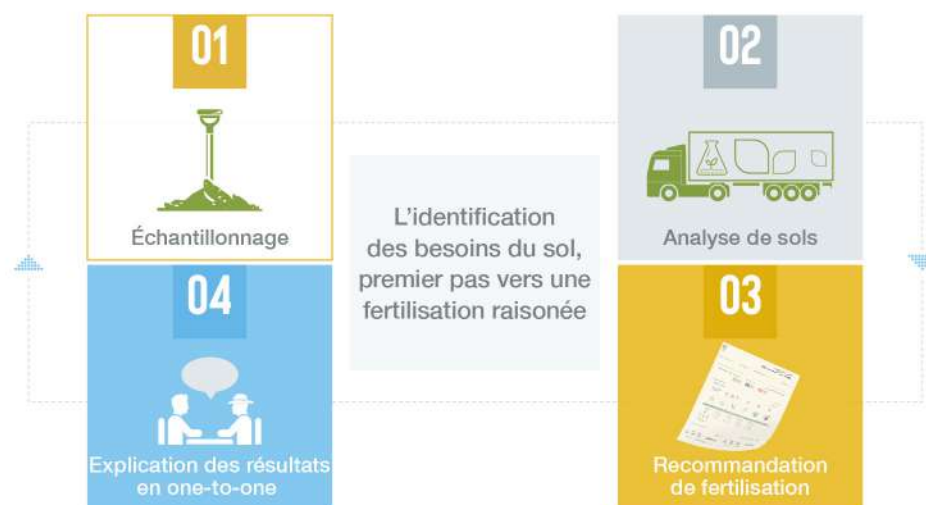 01
Échantillonnage
02
Analyse de sols
L'identification
des besoins du sol,
premier pas vers une
fertilisation raisonée
03
Recommandation
de fertilisation
04
Explication des résultats
en one-to-one